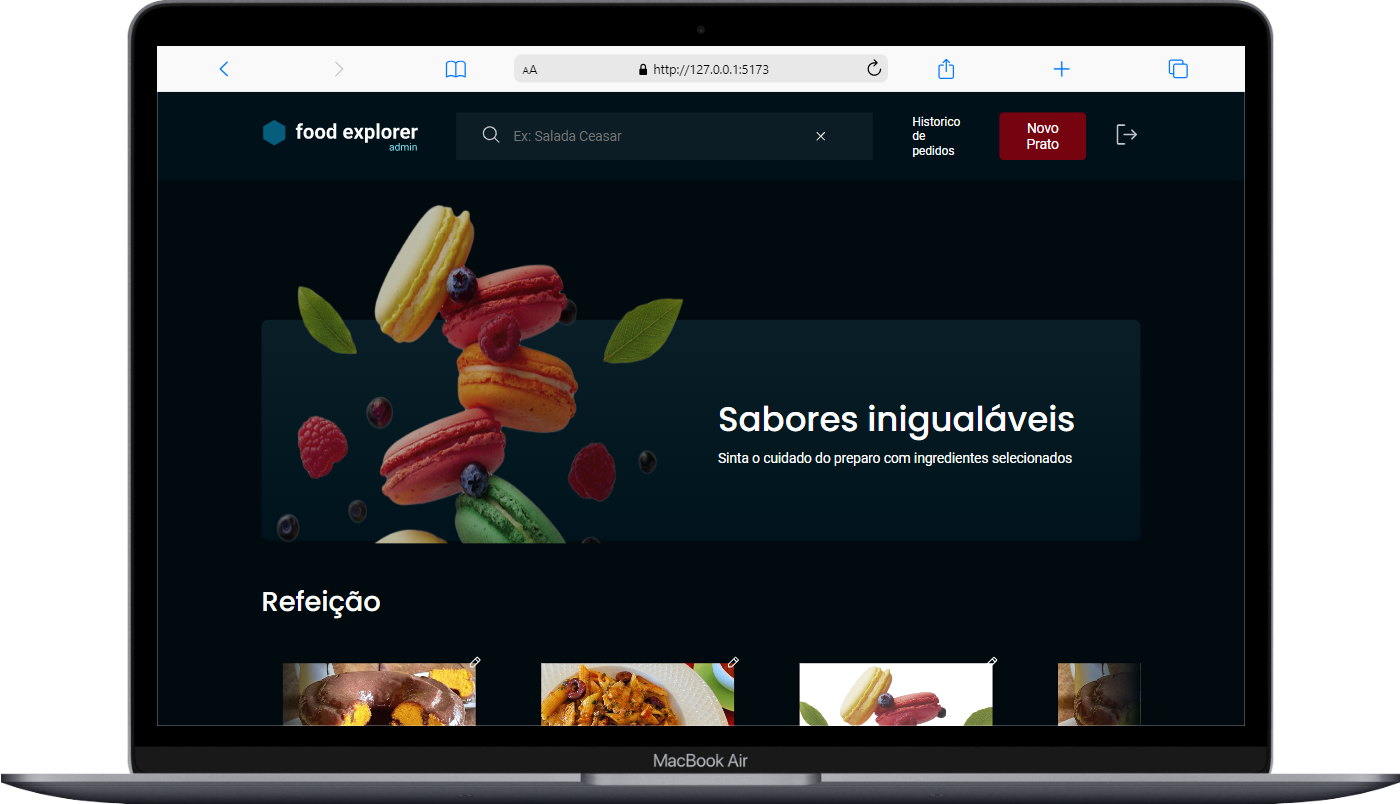 AA
http://127.0.0.1:5173
food explorer
admin
Ex: Salada Ceasar
Historico
de
pedidos
Novo
Prato
Sabores inigualáveis
Sinta o cuidado do preparo com ingredientes selecionados
Refeição
MacBook Air